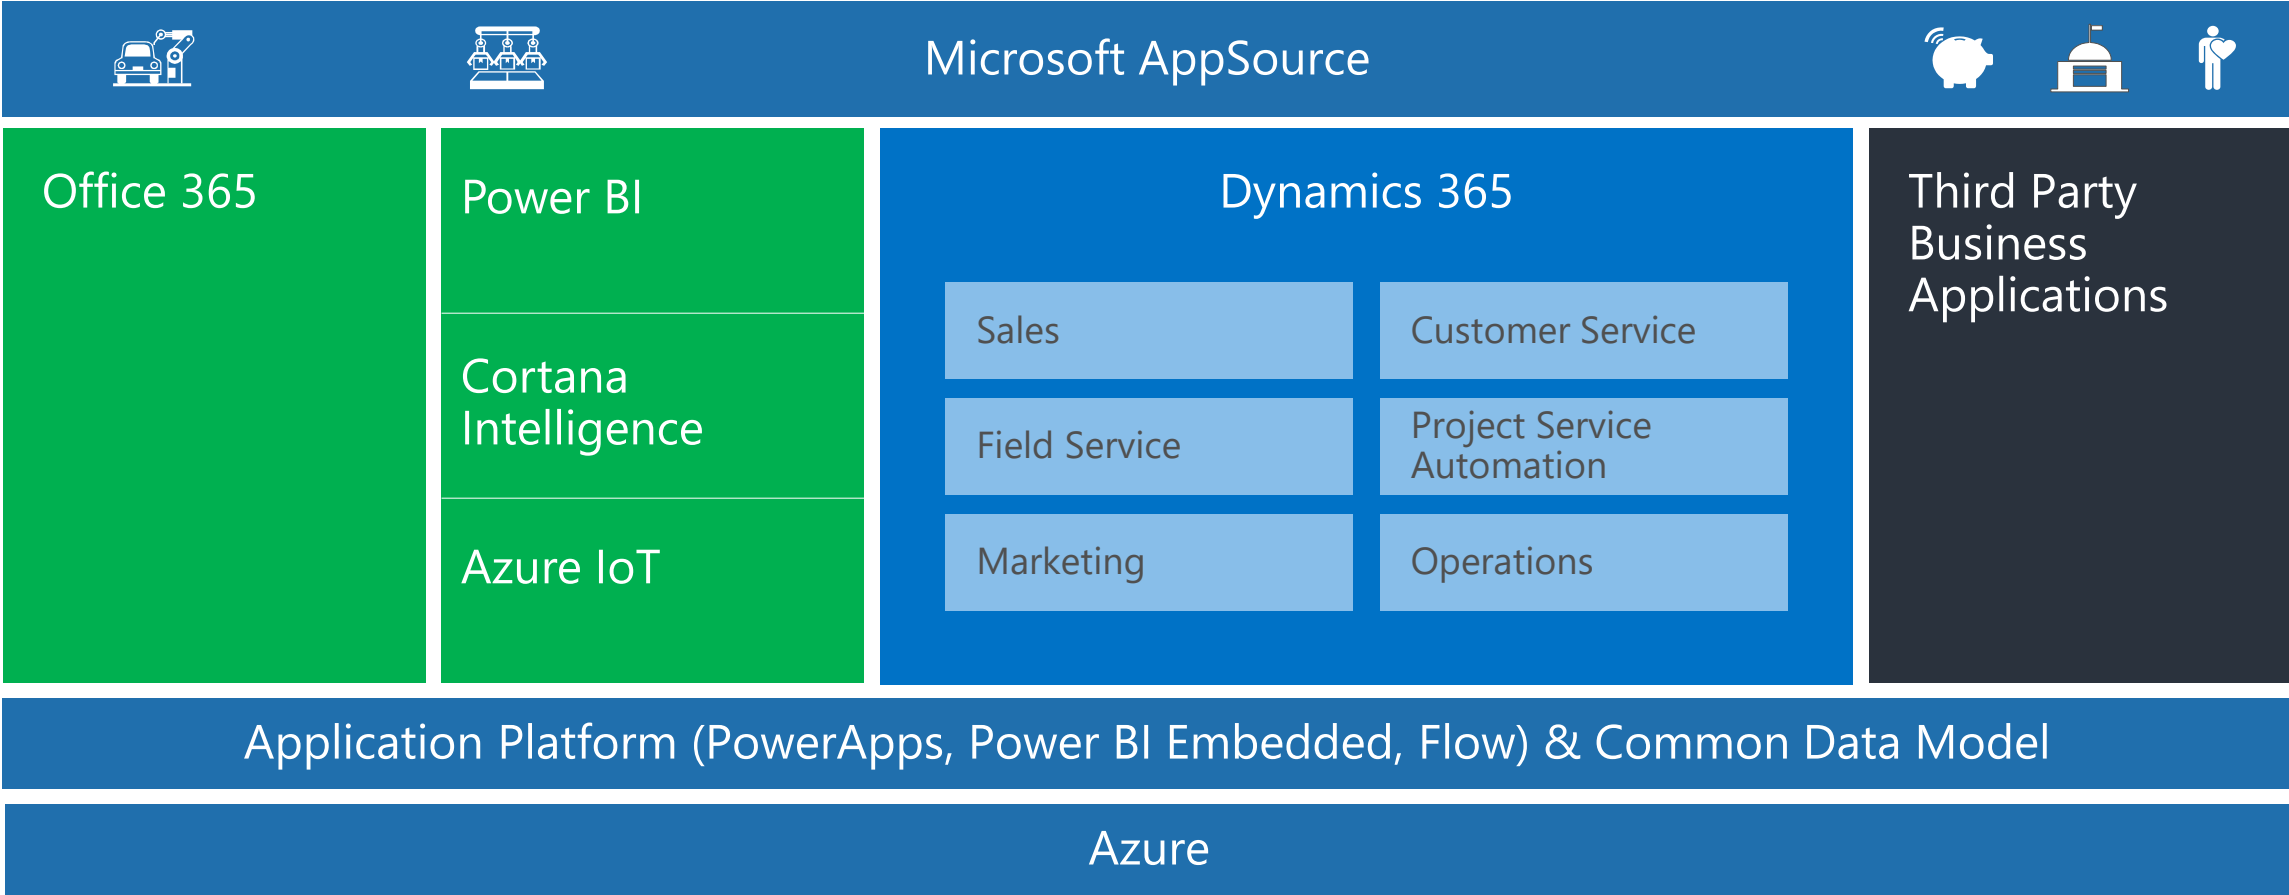 Microsoft AppSource
Office 365
Power BI
Cortana
Intelligence
Azure IoT
Dynamics 365
Sales
Customer Service
Field Service
Project Service
Automation
Marketing
Operations
Third Party
Business
Applications
Application Platform (PowerApps, Power BI Embedded, Flow) & Common Data Model
Azure